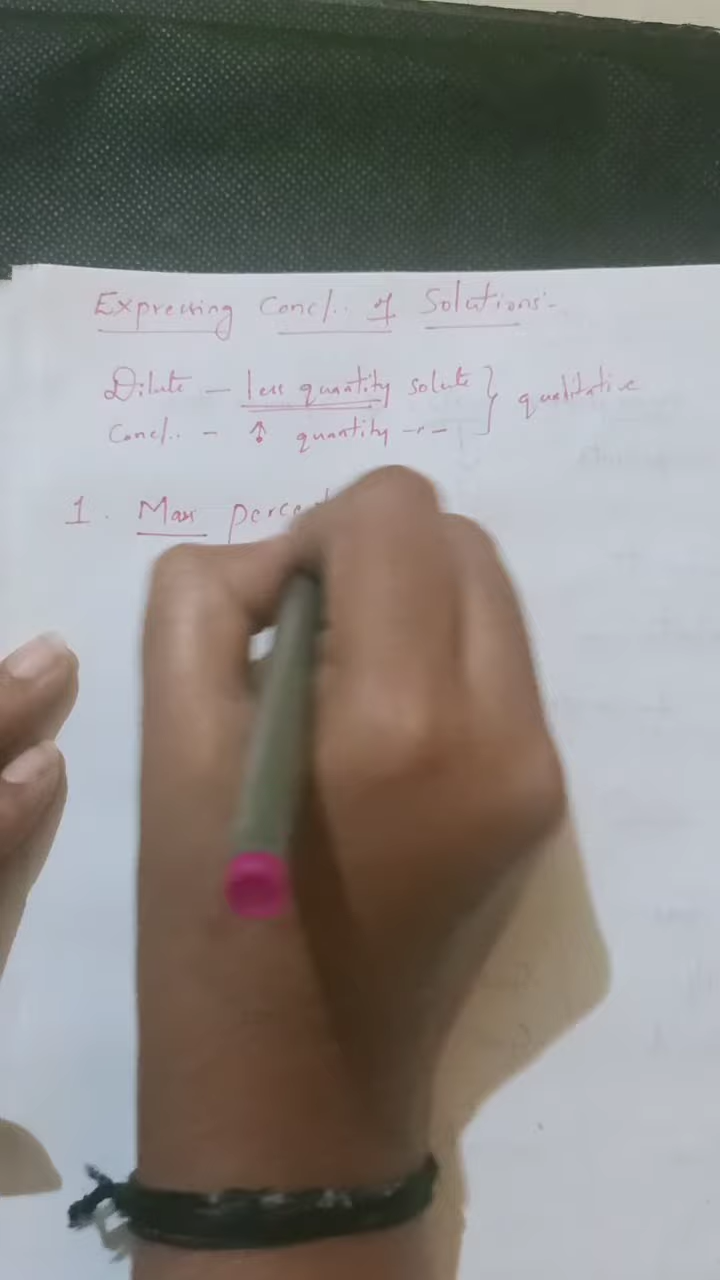 Expressing Concl.. of Solutions:-
Dilute – less quantity solute } qualitative
Concl.. – ↑ quantity -"-
1. Mass perce